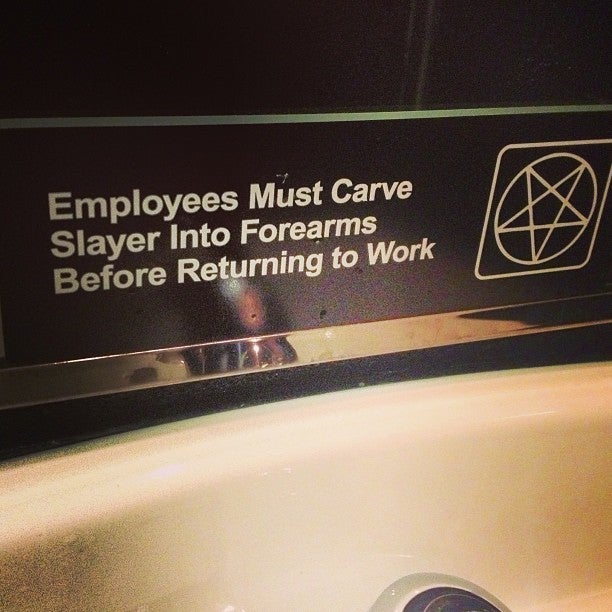 Employees Must Carve
Slayer Into Forearms
Before Returning to Work